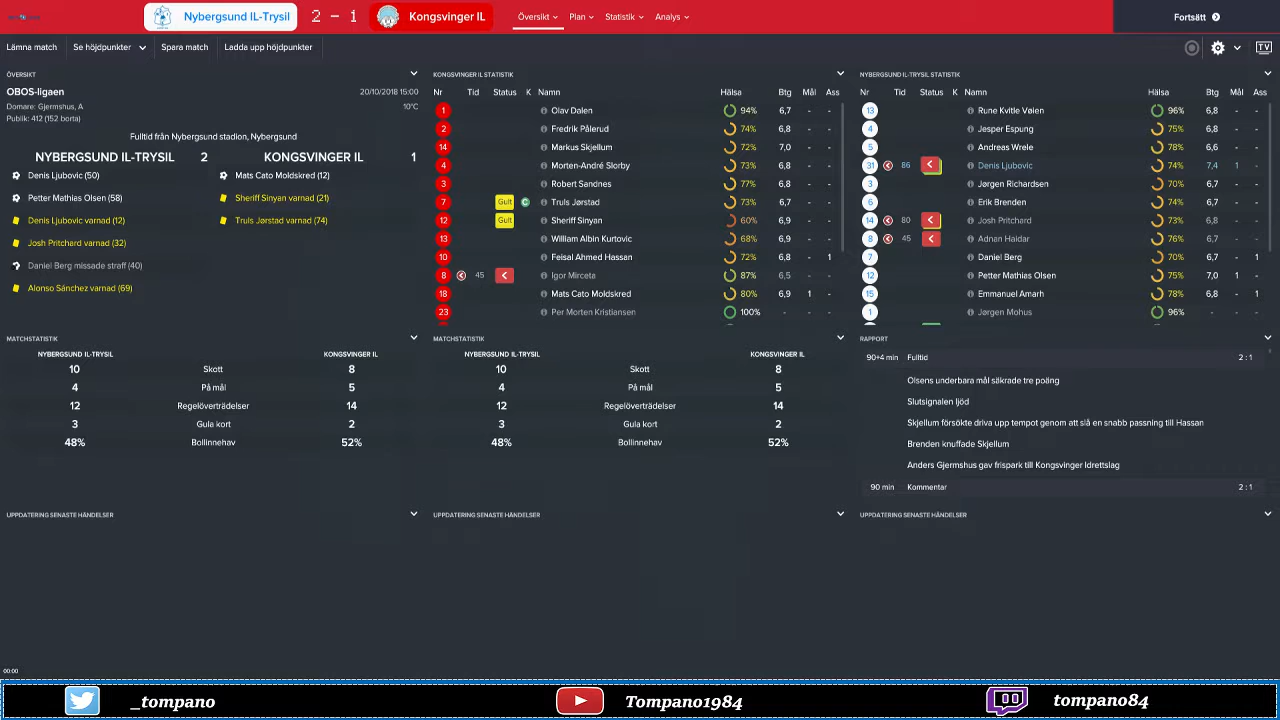 Nybergsund IL-Trysil 2 - 1 Kongsvinger IL Översikt Plan Statistik Analys Fortsätt
Lämna match Se höjdpunkter Spara match Ladda upp höjdpunkter TV
ÖVERSIKT
OBOS-ligaen 20/10/2018 15:00
Domare: Gjermshus, A 10°C
Publik: 412 (152 borta)
Fulltid från Nybergsund stadion, Nybergsund
NYBERGSUND IL-TRYSIL 2 KONGSVINGER IL 1
Denis Ljubovic (50) Mats Cato Moldskred (12)
Petter Mathias Olsen (58) Sheriff Sinyan varnad (21)
Denis Ljubovic varnad (12) Truls Jørstad varnad (74)
Josh Pritchard varnad (32)
Daniel Berg missade straff (40)
Alonso Sánchez varnad (69)
KONGSVINGER IL STATISTIK
Nr Tid Status K Namn Hälsa Btg Mål Ass
1 Olav Dalen 94% 6,7 - -
2 Fredrik Pålerud 74% 6,8 - -
14 Markus Skjellum 72% 7,0 - -
4 Morten-André Slorby 73% 6,8 - -
3 Robert Sandnes 77% 6,8 - -
7 Gult C Truls Jørstad 73% 6,7 - -
12 Gult Sheriff Sinyan 60% 6,9 - -
13 William Albin Kurtovic 68% 6,9 - -
10 Feisal Ahmed Hassan 72% 6,8 - 1
8 45 Igor Mirceta 87% 6,5 - -
18 Mats Cato Moldskred 80% 6,9 1 -
23 Per Morten Kristiansen 100% - - -
NYBERGSUND IL-TRYSIL STATISTIK
Nr Tid Status K Namn Hälsa Btg Mål Ass
13 Rune Kvitle Vølen 96% 6,8 - -
4 Jesper Espung 75% 6,8 - -
5 Andreas Wrele 78% 6,6 - -
31 86 Denis Ljubovic 74% 7,4 1 -
3 Jørgen Richardsen 70% 6,7 - -
6 Erik Brenden 74% 6,7 - -
14 80 Josh Pritchard 73% 6,8 - -
8 45 Adnan Haidar 76% 6,7 - -
7 Daniel Berg 70% 6,7 - 1
12 Petter Mathias Olsen 75% 7,0 1 -
15 Emmanuel Amarh 78% 6,8 - 1
1 Jørgen Mohus 96% - - -
MATCHSTATISTIK
NYBERGSUND IL-TRYSIL KONGSVINGER IL
10 Skott 8
4 På mål 5
12 Regelöverträdelser 14
3 Gula kort 2
48% Bollinnehav 52%
MATCHSTATISTIK
NYBERGSUND IL-TRYSIL KONGSVINGER IL
10 Skott 8
4 På mål 5
12 Regelöverträdelser 14
3 Gula kort 2
48% Bollinnehav 52%
RAPPORT
90+4 min Fulltid 2 : 1
Olsens underbara mål säkrade tre poäng
Slutsignalen ljöd
Skjellum försökte driva upp tempot genom att slå en snabb passning till Hassan
Brenden knuffade Skjellum
Anders Gjermshus gav frispark till Kongsvinger Idrettslag
90 min Kommentar 2 : 1
UPPDATERING SENASTE HÄNDELSER UPPDATERING SENASTE HÄNDELSER UPPDATERING SENASTE HÄNDELSER
00:00
_tompano Tompano1984 tompano84